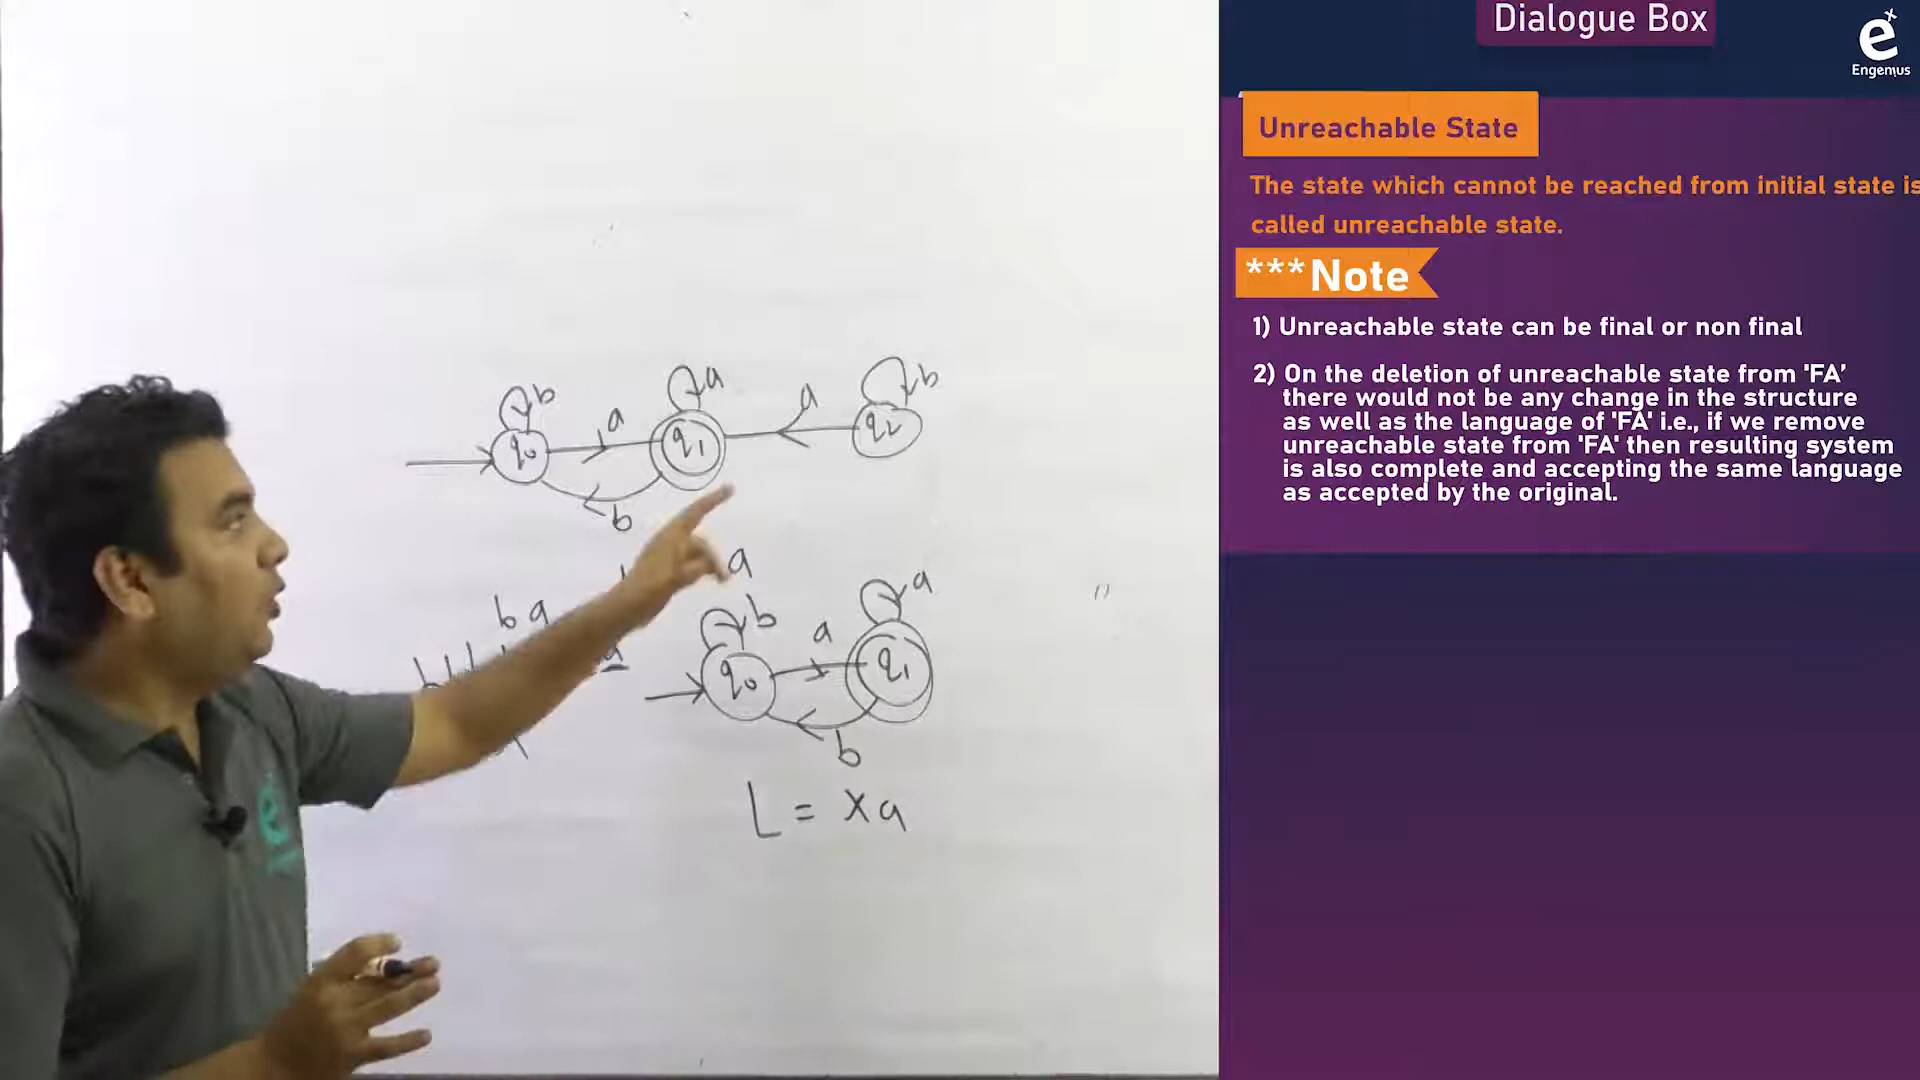 Dialogue Box
ex
Engenius
Unreachable State
The state which cannot be reached from initial state is
called unreachable state.
***Note
1) Unreachable state can be final or non final
2) On the deletion of unreachable state from 'FA'
there would not be any change in the structure
as well as the language of 'FA' i.e., if we remove
unreachable state from 'FA' then resulting system
is also complete and accepting the same language
as accepted by the original.
b a a b
q0 a q1 q2
b
a
b a
b a a
q0 q1
b
L = xa